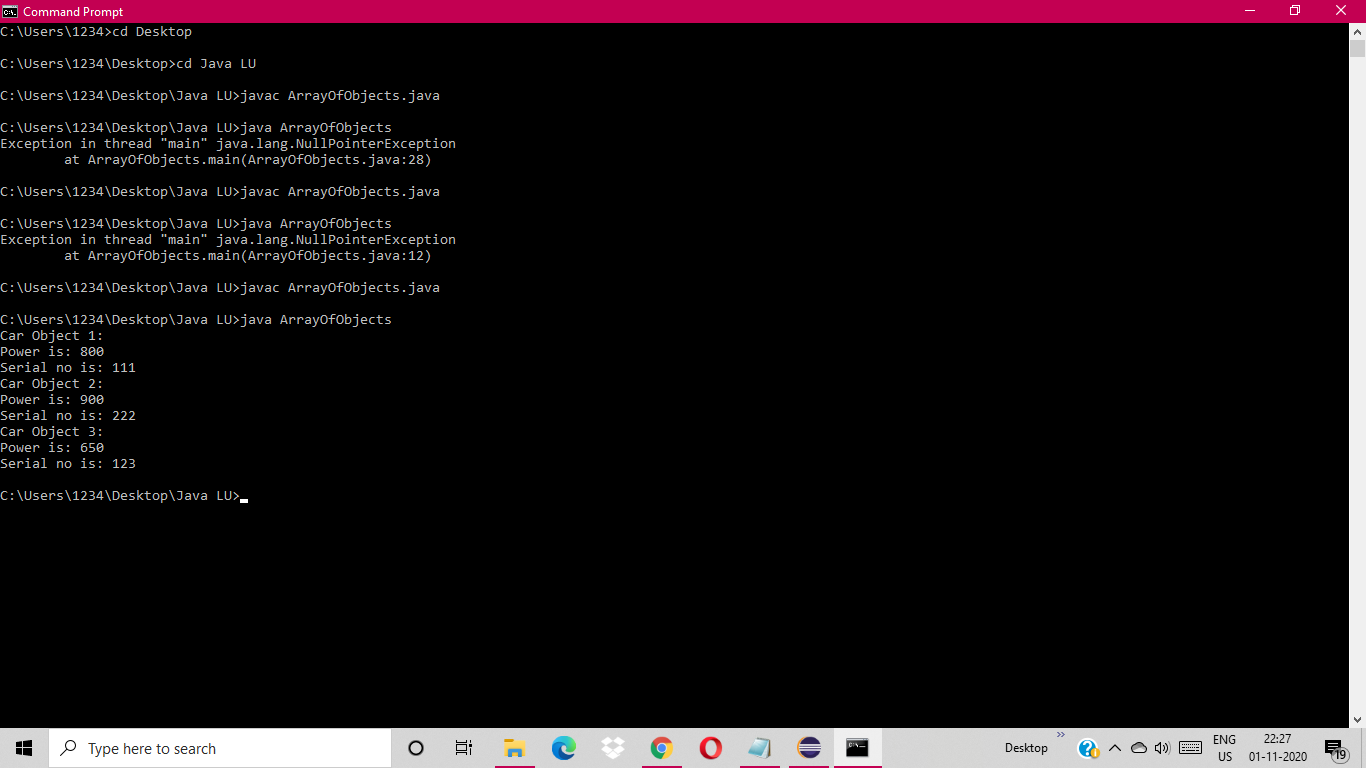 Command Prompt
C:\Users\1234>cd Desktop
C:\Users\1234\Desktop>cd Java LU
C:\Users\1234\Desktop\Java LU>javac ArrayOfObjects.java
C:\Users\1234\Desktop\Java LU>java ArrayOfObjects
Exception in thread "main" java.lang.NullPointerException
        at ArrayOfObjects.main(ArrayOfObjects.java:28)
C:\Users\1234\Desktop\Java LU>javac ArrayOfObjects.java
C:\Users\1234\Desktop\Java LU>java ArrayOfObjects
Exception in thread "main" java.lang.NullPointerException
        at ArrayOfObjects.main(ArrayOfObjects.java:12)
C:\Users\1234\Desktop\Java LU>javac ArrayOfObjects.java
C:\Users\1234\Desktop\Java LU>java ArrayOfObjects
Car Object 1:
Power is: 800
Serial no is: 111
Car Object 2:
Power is: 900
Serial no is: 222
Car Object 3:
Power is: 650
Serial no is: 123
C:\Users\1234\Desktop\Java LU>
Type here to search
Desktop
ENG
US
22:27
01-11-2020
19